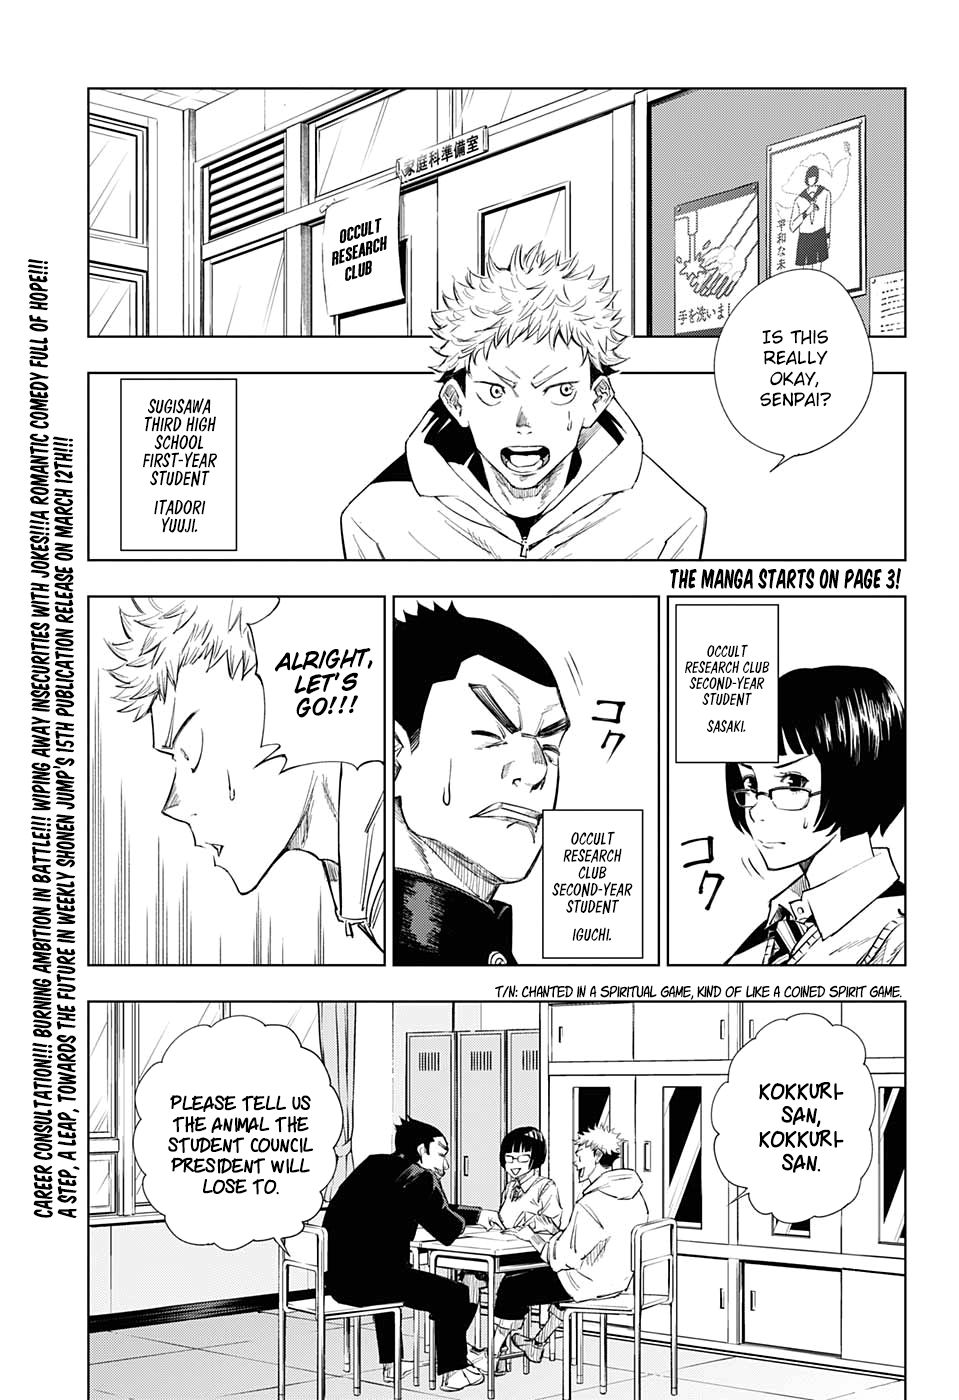 家庭科準備室
OCCULT
RESEARCH
CLUB
平和な未
手を洗いまし
IS THIS
REALLY
OKAY,
SENPAI?
SUGISAWA
THIRD HIGH
SCHOOL
FIRST-YEAR
STUDENT
ITADORI
YUUJI.
THE MANGA STARTS ON PAGE 3!
OCCULT
RESEARCH CLUB
SECOND-YEAR
STUDENT
SASAKI.
コク
コク
OCCULT
RESEARCH
CLUB
SECOND-YEAR
STUDENT
IGUCHI.
ALRIGHT,
LET'S
GO!!!
T/N: CHANTED IN A SPIRITUAL GAME, KIND OF LIKE A COINED SPIRIT GAME.
KOKKURI-
SAN,
KOKKURI-
SAN.
PLEASE TELL US
THE ANIMAL THE
STUDENT COUNCIL
PRESIDENT WILL
LOSE TO.
CAREER CONSULTATION!!! BURNING AMBITION IN BATTLE!!! WIPING AWAY INSECURITIES WITH JOKES!!!A ROMANTIC COMEDY FULL OF HOPE!!!
A STEP, A LEAP, TOWARDS THE FUTURE IN WEEKLY SHONEN JUMP'S 15TH PUBLICATION RELEASE ON MARCH 12TH!!!